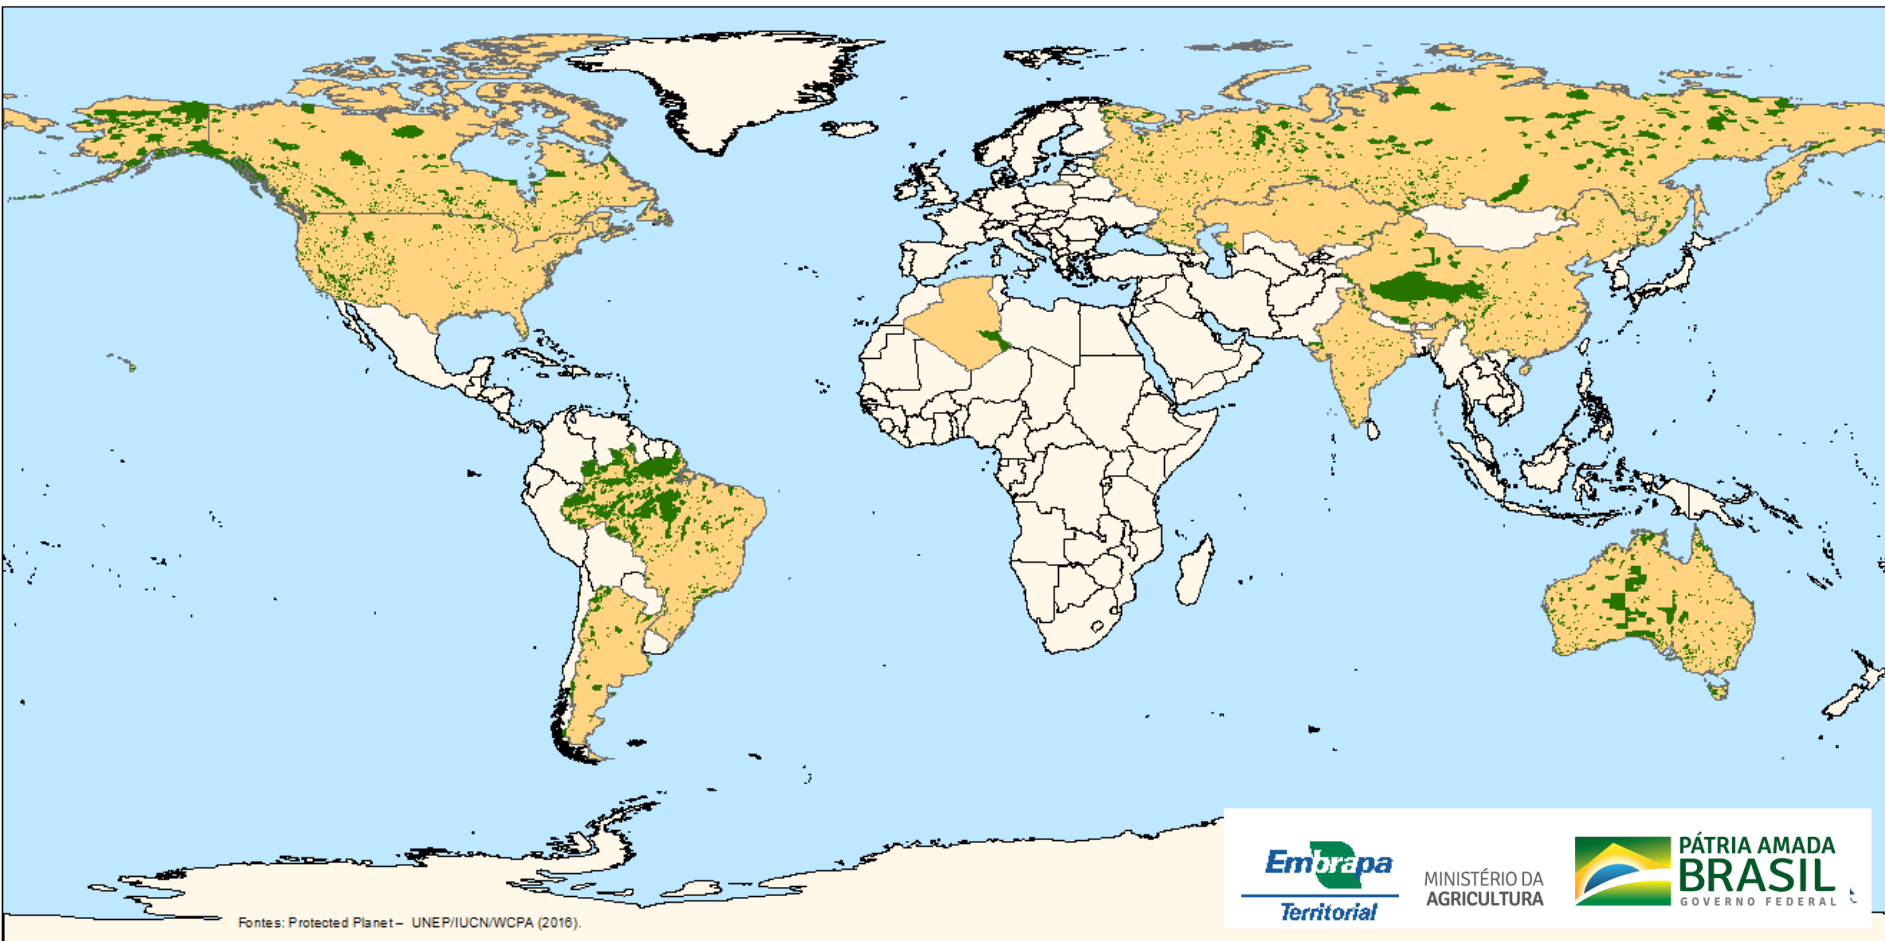 Fontes: Protected Planet – UNEP/IUCN/WCPA (2016).
Embrapa
Territorial
MINISTÉRIO DA
AGRICULTURA
PÁTRIA AMADA
BRASIL
GOVERNO FEDERAL